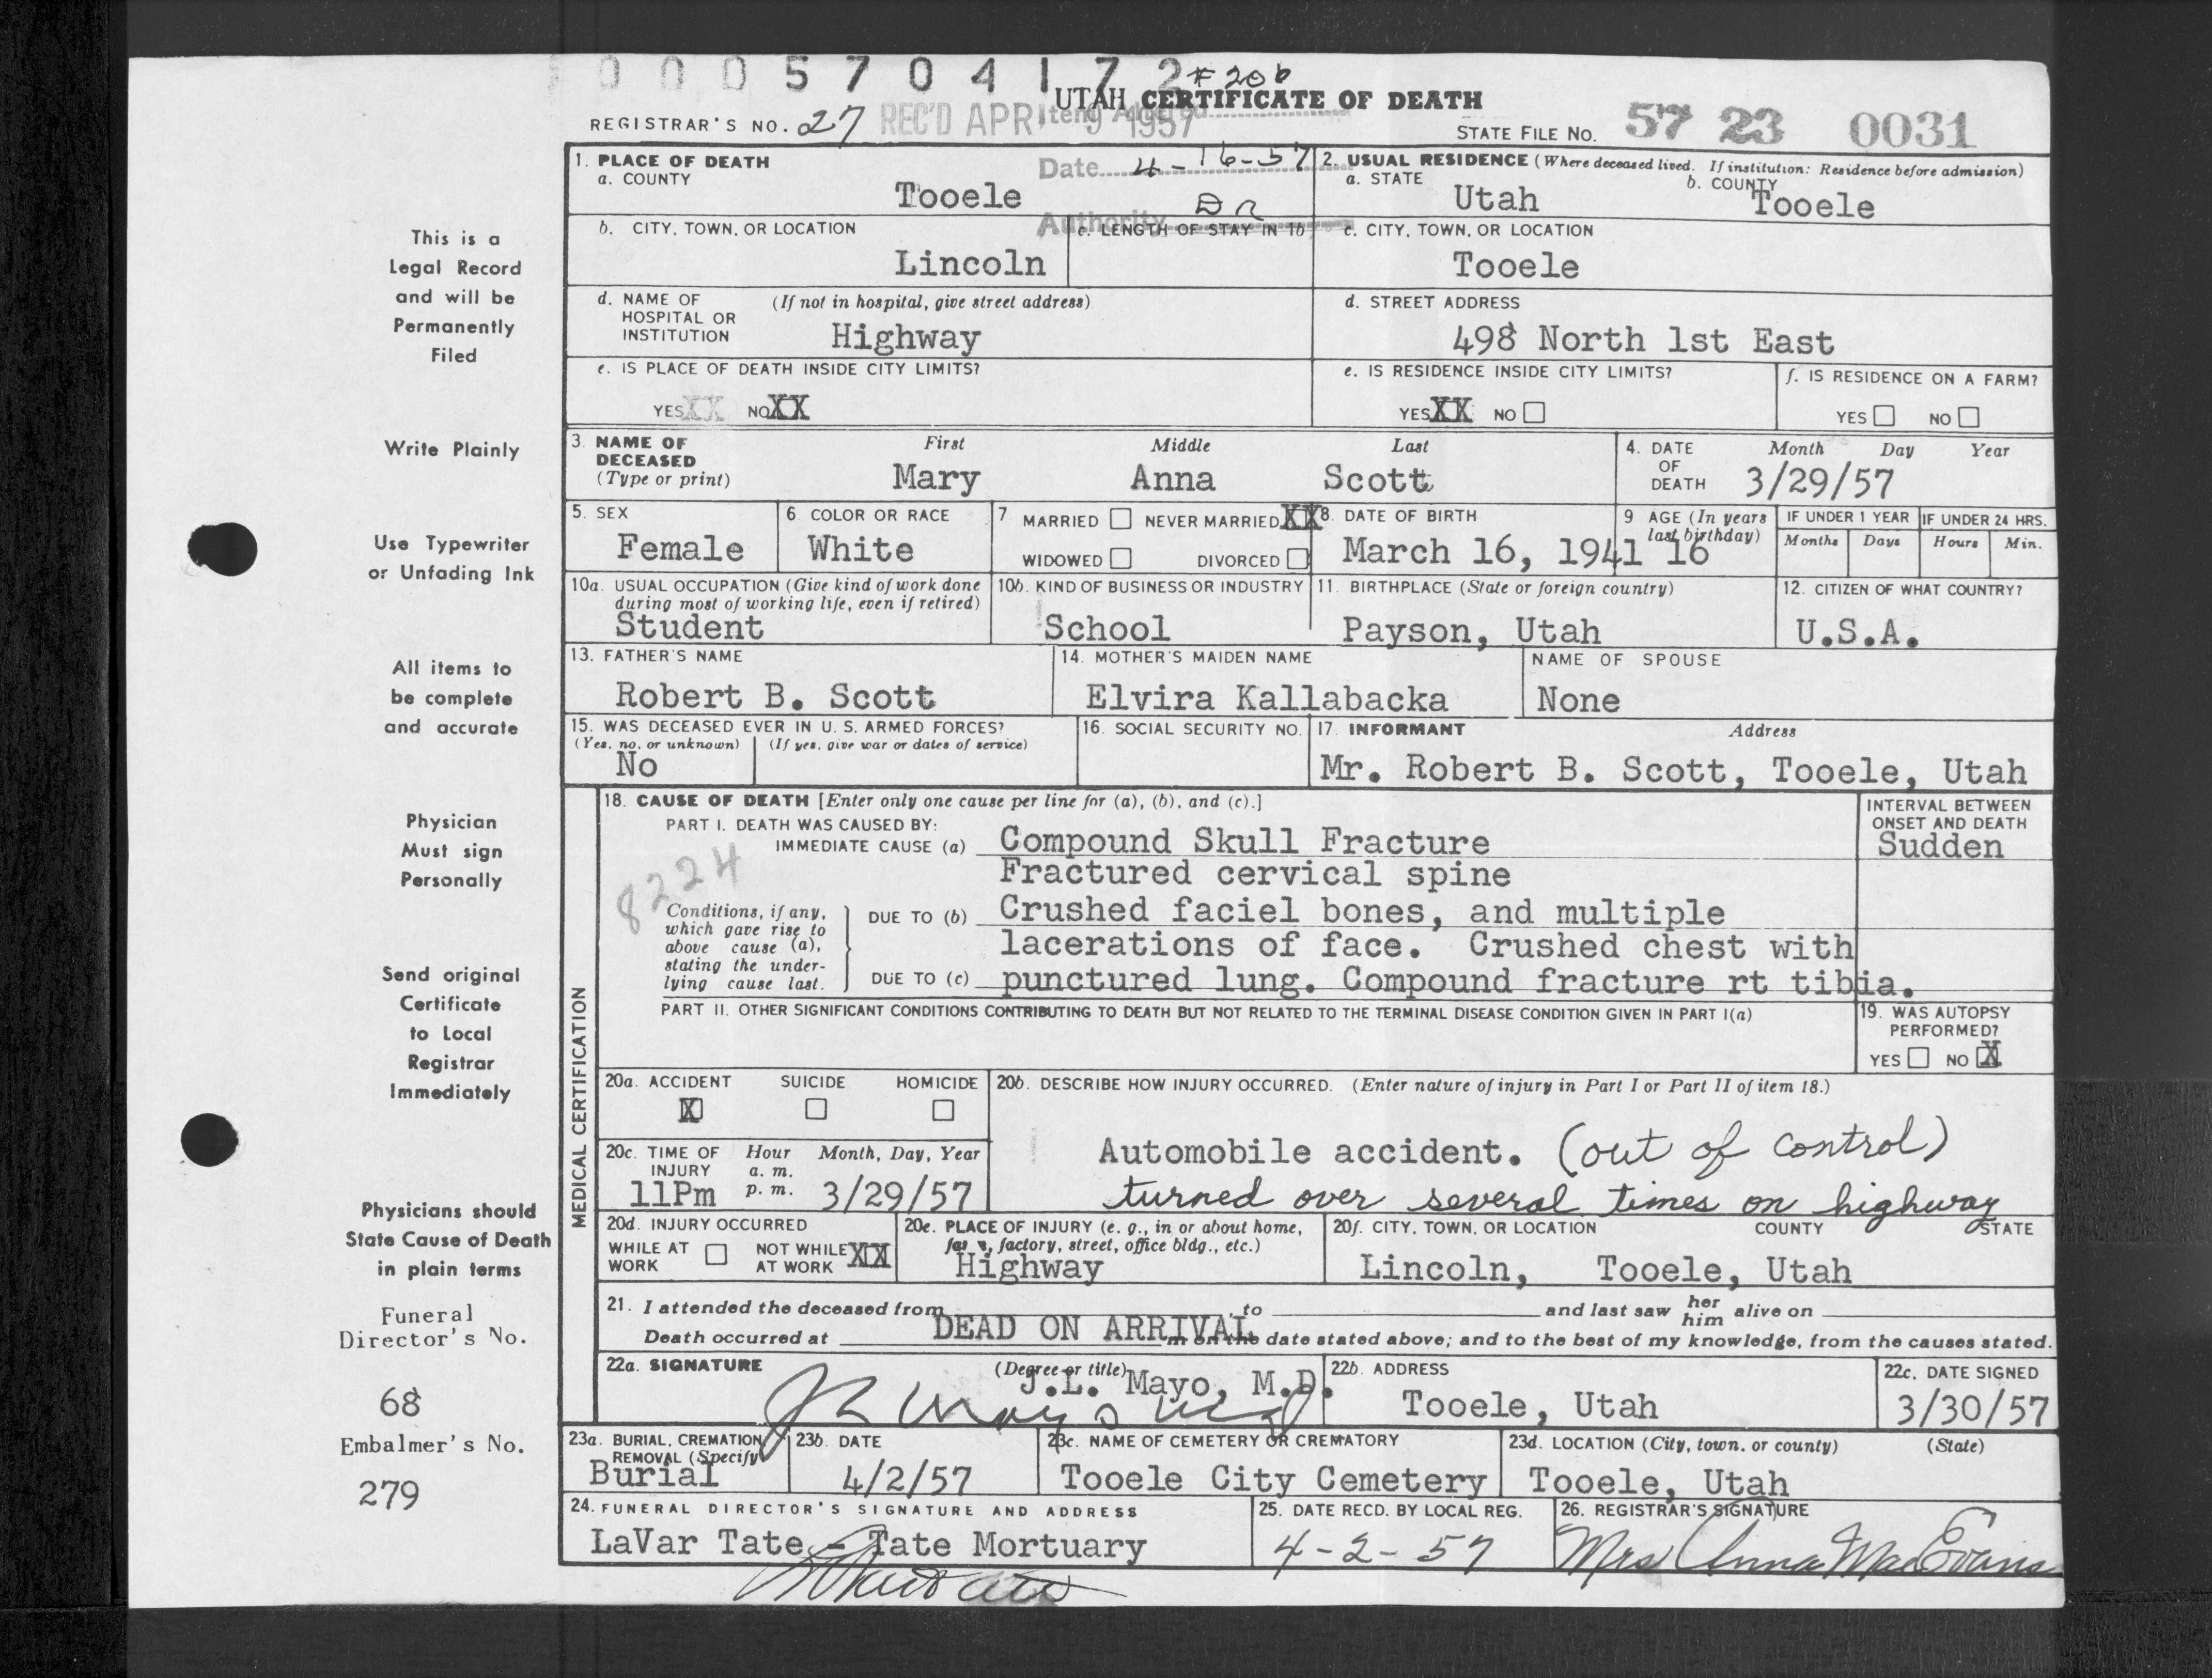 0 0 0 5 7 0 4 1 7 2 # 20b
UTAH CERTIFICATE OF DEATH
REGISTRAR'S NO. 27 REC'D APR 9 1957 Item Altered
STATE FILE NO. 57 23 0031
Date 4-16-57
Authority DR
1. PLACE OF DEATH
a. COUNTY
Tooele
2. USUAL RESIDENCE (Where deceased lived. If institution: Residence before admission)
a. STATE
Utah
b. COUNTY
Tooele
b. CITY, TOWN, OR LOCATION
Lincoln
c. LENGTH OF STAY IN 1b
c. CITY, TOWN, OR LOCATION
Tooele
d. NAME OF HOSPITAL OR INSTITUTION (If not in hospital, give street address)
Highway
d. STREET ADDRESS
498 North 1st East
e. IS PLACE OF DEATH INSIDE CITY LIMITS?
YES XX NO XX
e. IS RESIDENCE INSIDE CITY LIMITS?
YES XX NO
f. IS RESIDENCE ON A FARM?
YES NO
3. NAME OF DECEASED (Type or print)
First Middle Last
Mary Anna Scott
4. DATE OF DEATH
Month Day Year
3/29/57
5. SEX
Female
6. COLOR OR RACE
White
7 MARRIED NEVER MARRIED XX
WIDOWED DIVORCED
8. DATE OF BIRTH
March 16, 1941
9 AGE (In years last birthday)
16
IF UNDER 1 YEAR
Months Days
IF UNDER 24 HRS.
Hours Min.
10a. USUAL OCCUPATION (Give kind of work done during most of working life, even if retired)
Student
10b. KIND OF BUSINESS OR INDUSTRY
School
11. BIRTHPLACE (State or foreign country)
Payson, Utah
12. CITIZEN OF WHAT COUNTRY?
U.S.A.
13. FATHER'S NAME
Robert B. Scott
14. MOTHER'S MAIDEN NAME
Elvira Kallabacka
NAME OF SPOUSE
None
15. WAS DECEASED EVER IN U. S. ARMED FORCES?
(Yes, no, or unknown) (If yes, give war or dates of service)
No
16. SOCIAL SECURITY NO.
17. INFORMANT Address
Mr. Robert B. Scott, Tooele, Utah
MEDICAL CERTIFICATION
18. CAUSE OF DEATH [Enter only one cause per line for (a), (b), and (c).]
PART I. DEATH WAS CAUSED BY:
IMMEDIATE CAUSE (a) Compound Skull Fracture
Fractured cervical spine
8224
Conditions, if any, which gave rise to above cause (a), stating the underlying cause last.
DUE TO (b) Crushed faciel bones, and multiple
lacerations of face. Crushed chest with
DUE TO (c) punctured lung. Compound fracture rt tibia.
INTERVAL BETWEEN ONSET AND DEATH
Sudden
PART II. OTHER SIGNIFICANT CONDITIONS CONTRIBUTING TO DEATH BUT NOT RELATED TO THE TERMINAL DISEASE CONDITION GIVEN IN PART I(a)
19. WAS AUTOPSY PERFORMED?
YES NO X
20a. ACCIDENT SUICIDE HOMICIDE
X
20b. DESCRIBE HOW INJURY OCCURRED. (Enter nature of injury in Part I or Part II of item 18.)
Automobile accident. (out of control)
turned over several times on highway
20c. TIME OF INJURY Hour Month, Day, Year
a. m.
p. m.
11Pm 3/29/57
20d. INJURY OCCURRED
WHILE AT WORK NOT WHILE AT WORK XX
20e. PLACE OF INJURY (e. g., in or about home, farm, factory, street, office bldg., etc.)
Highway
20f. CITY, TOWN, OR LOCATION COUNTY STATE
Lincoln, Tooele, Utah
21. I attended the deceased from to and last saw her him alive on
DEAD ON ARRIVAL
Death occurred at m on the date stated above; and to the best of my knowledge, from the causes stated.
22a. SIGNATURE (Degree or title)
J.L. Mayo, M.D.
J L Mayo MD
22b. ADDRESS
Tooele, Utah
22c. DATE SIGNED
3/30/57
23a. BURIAL, CREMATION, REMOVAL (Specify)
Burial
23b. DATE
4/2/57
23c. NAME OF CEMETERY OR CREMATORY
Tooele City Cemetery
23d. LOCATION (City, town, or county) (State)
Tooele, Utah
24. FUNERAL DIRECTOR'S SIGNATURE AND ADDRESS
LaVar Tate - Tate Mortuary
25. DATE RECD. BY LOCAL REG.
4-2-57
26. REGISTRAR'S SIGNATURE
Mrs Anna Mae Evans
This is a
Legal Record
and will be
Permanently
Filed
Write Plainly
Use Typewriter
or Unfading Ink
All items to
be complete
and accurate
Physician
Must sign
Personally
Send original
Certificate
to Local
Registrar
Immediately
Physicians should
State Cause of Death
in plain terms
Funeral
Director's No.
68
Embalmer's No.
279